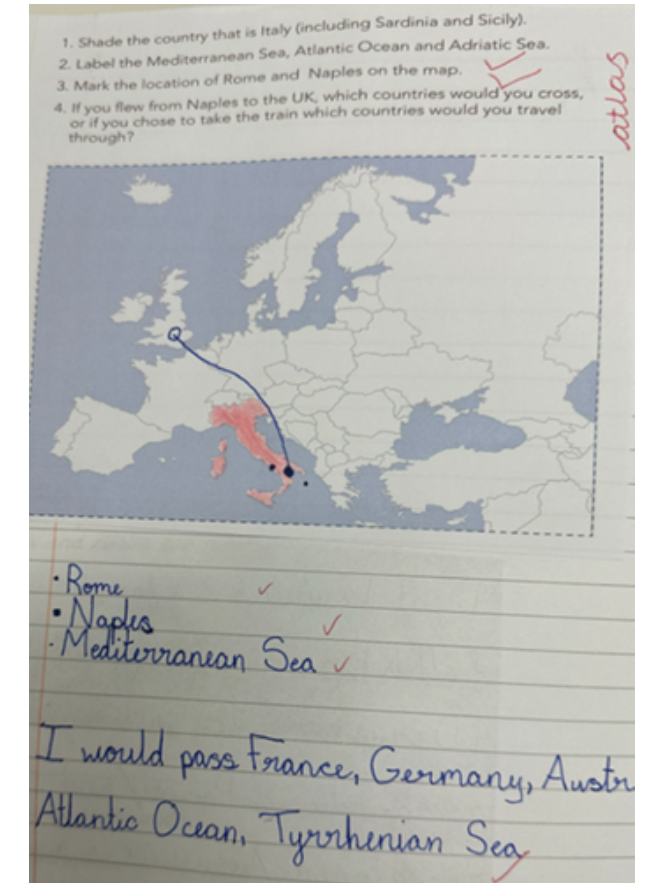 1. Shade the country that is Italy (including Sardinia and Sicily).
2. Label the Mediterranean Sea, Atlantic Ocean and Adriatic Sea.
3. Mark the location of Rome and Naples on the map.
4. If you flew from Naples to the UK, which countries would you cross,
or if you chose to take the train which countries would you travel
through?
atlas
· Rome
• Naples
· Mediterranean Sea
I would pass France, Germany, Austr
Atlantic Ocean, Tyrrhenian Sea